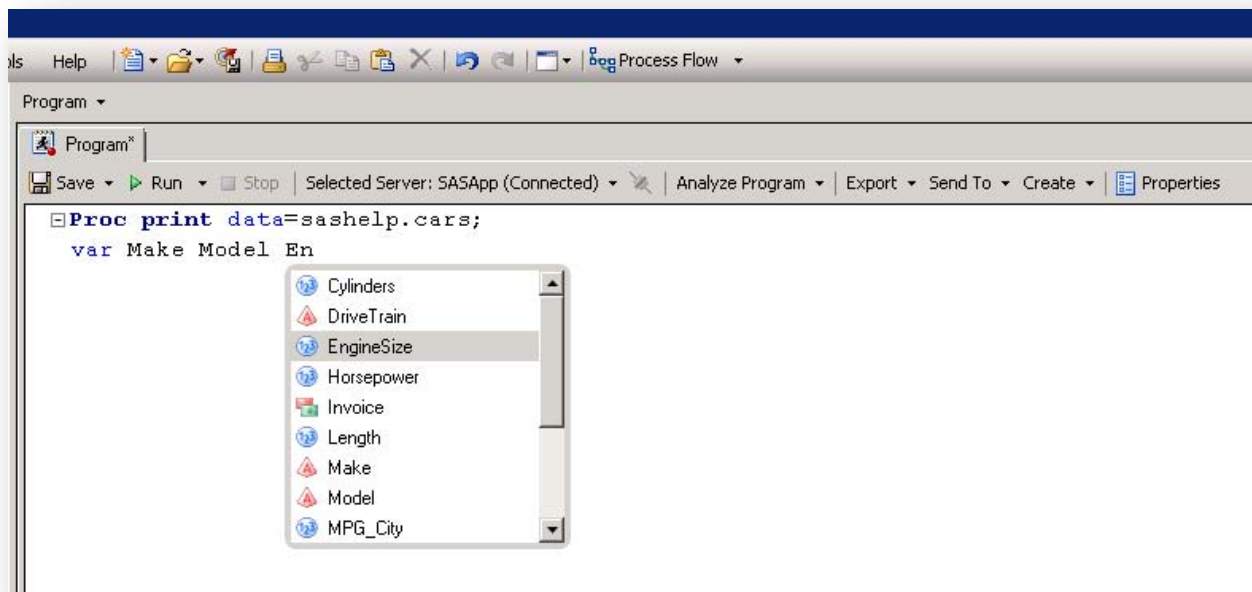 ols Help Process Flow
Program
Program*
Save Run Stop Selected Server: SASApp (Connected) Analyze Program Export Send To Create Properties
Proc print data=sashelp.cars;
var Make Model En
Cylinders
DriveTrain
EngineSize
Horsepower
Invoice
Length
Make
Model
MPG_City